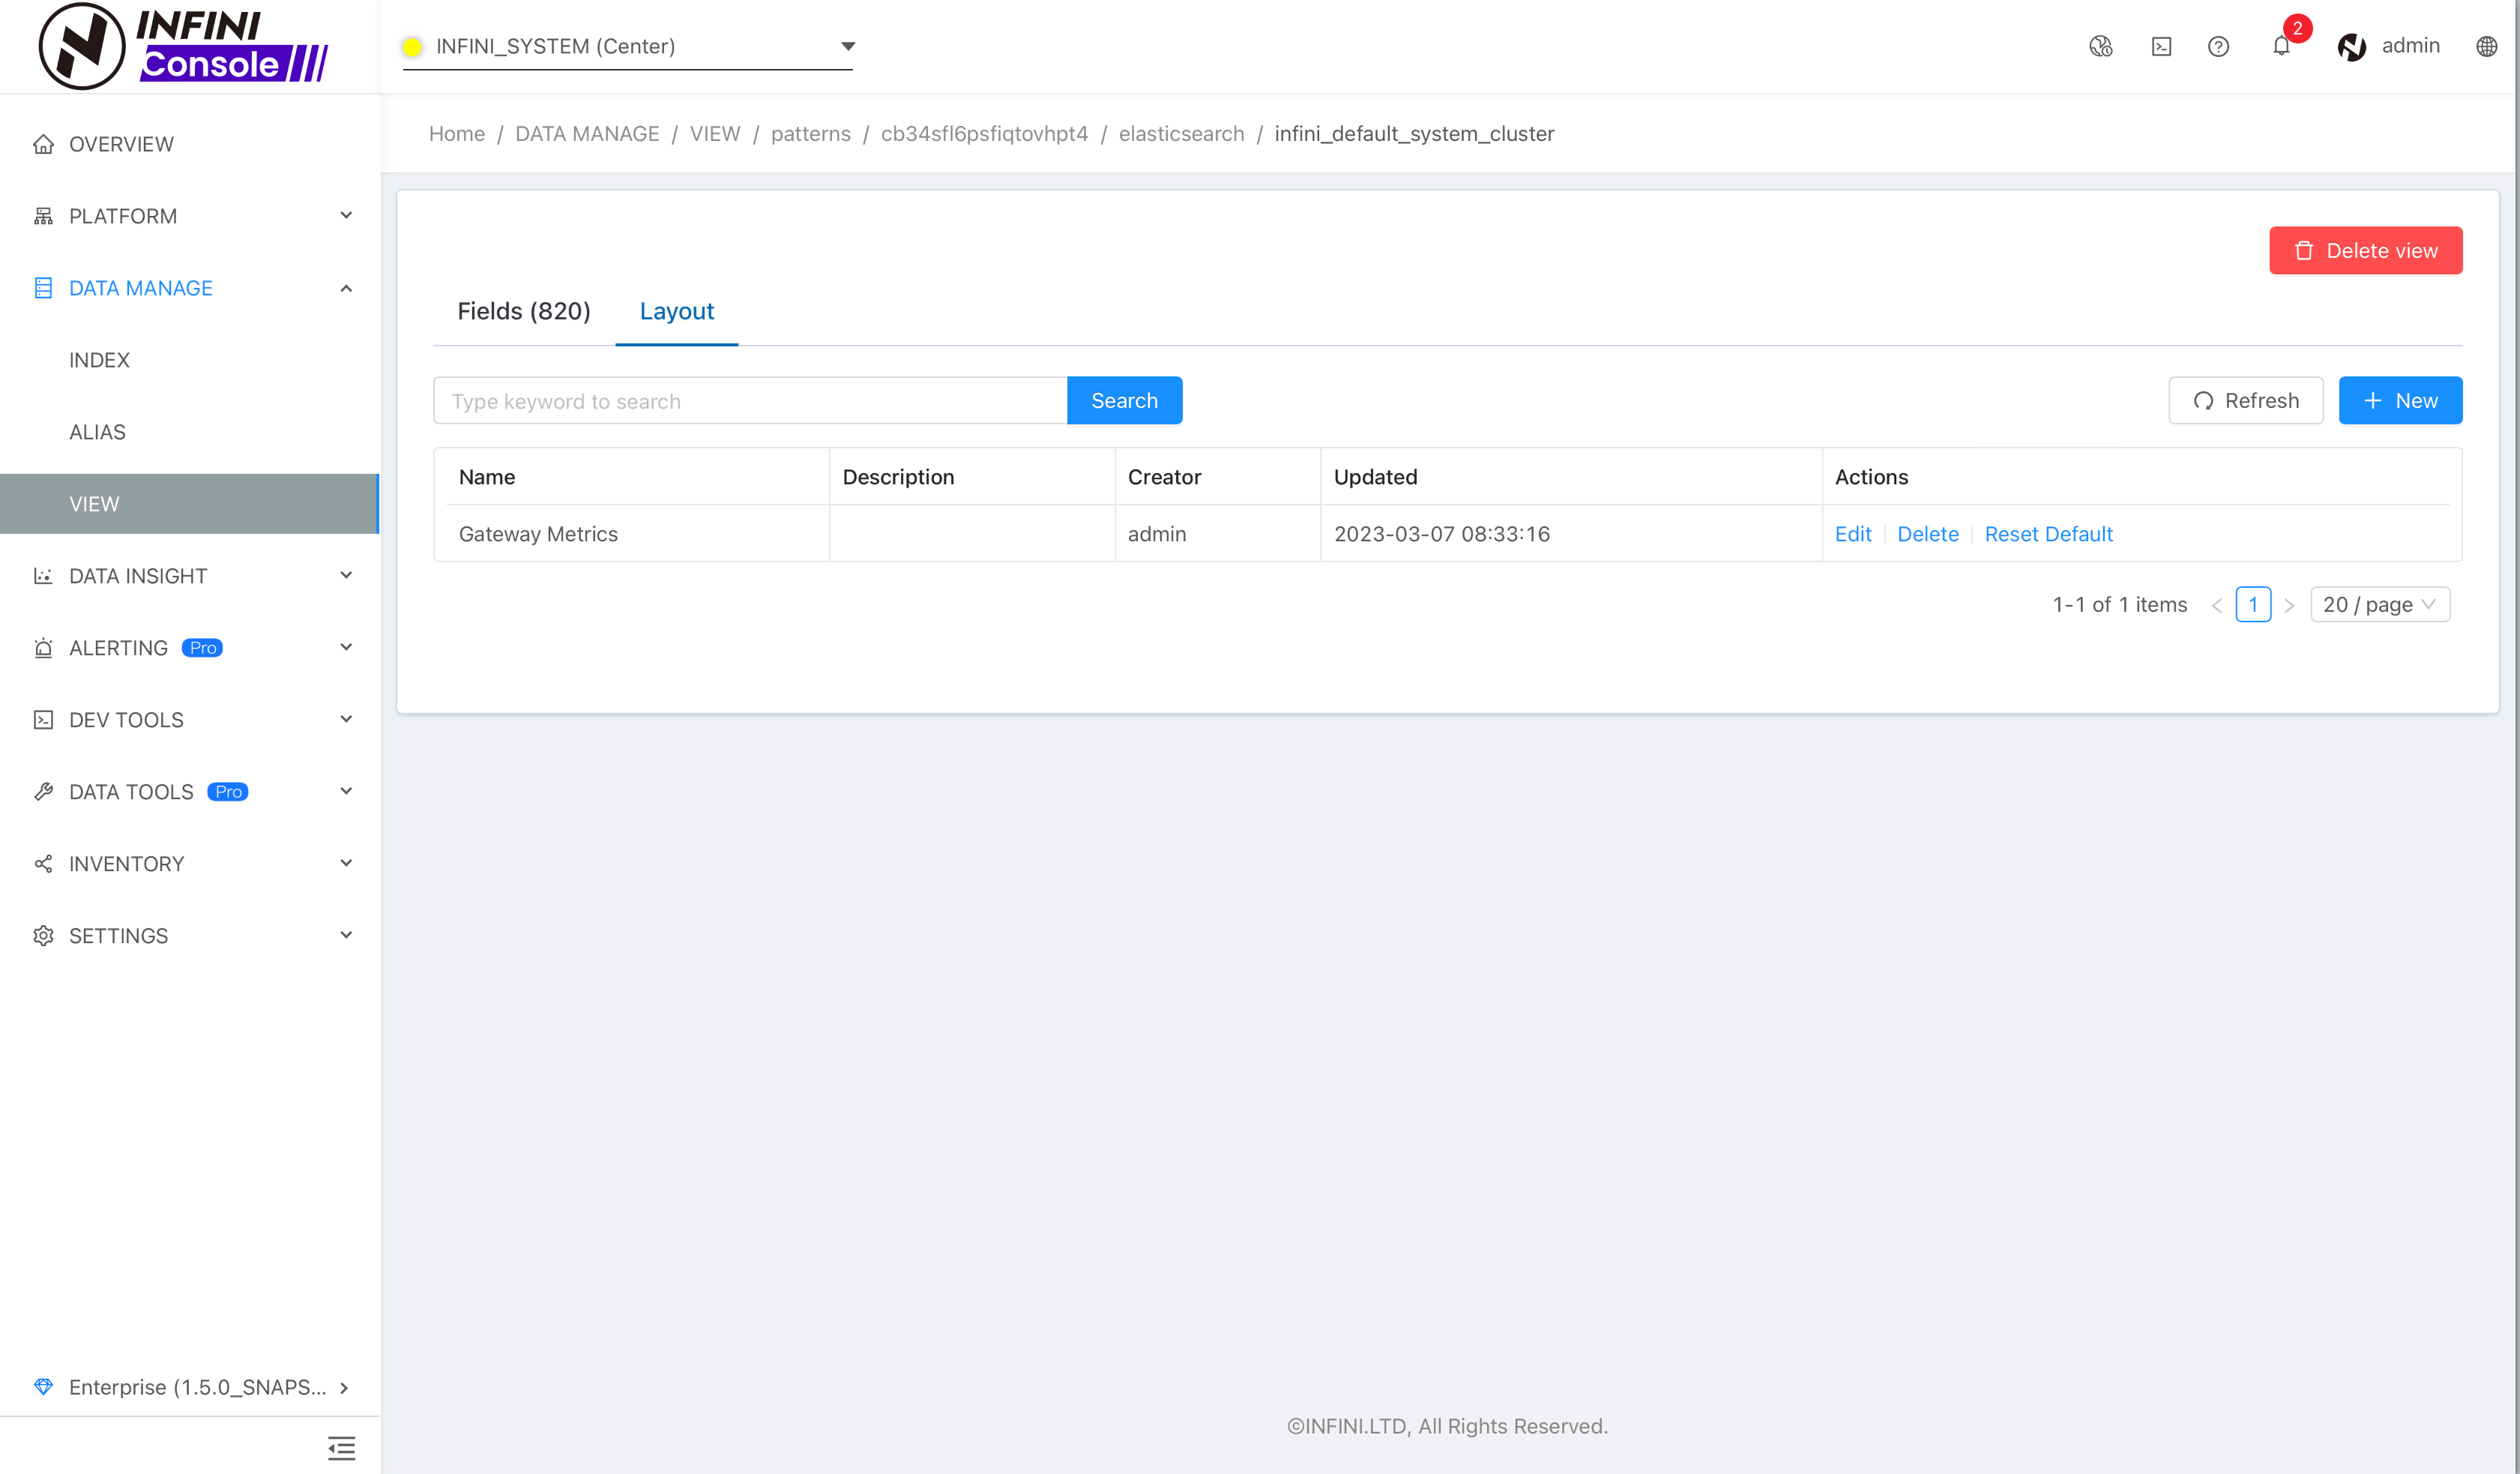 INFINI
Console
INFINI_SYSTEM (Center)
2
admin
OVERVIEW
PLATFORM
DATA MANAGE
INDEX
ALIAS
VIEW
DATA INSIGHT
ALERTING Pro
DEV TOOLS
DATA TOOLS Pro
INVENTORY
SETTINGS
Enterprise (1.5.0_SNAPS...
Home / DATA MANAGE / VIEW / patterns / cb34sfl6psfiqtovhpt4 / elasticsearch / infini_default_system_cluster
Delete view
Fields (820) Layout
Type keyword to search Search Refresh New
Name Description Creator Updated Actions
Gateway Metrics admin 2023-03-07 08:33:16 Edit Delete Reset Default
1-1 of 1 items 1 20 / page
©INFINI.LTD, All Rights Reserved.